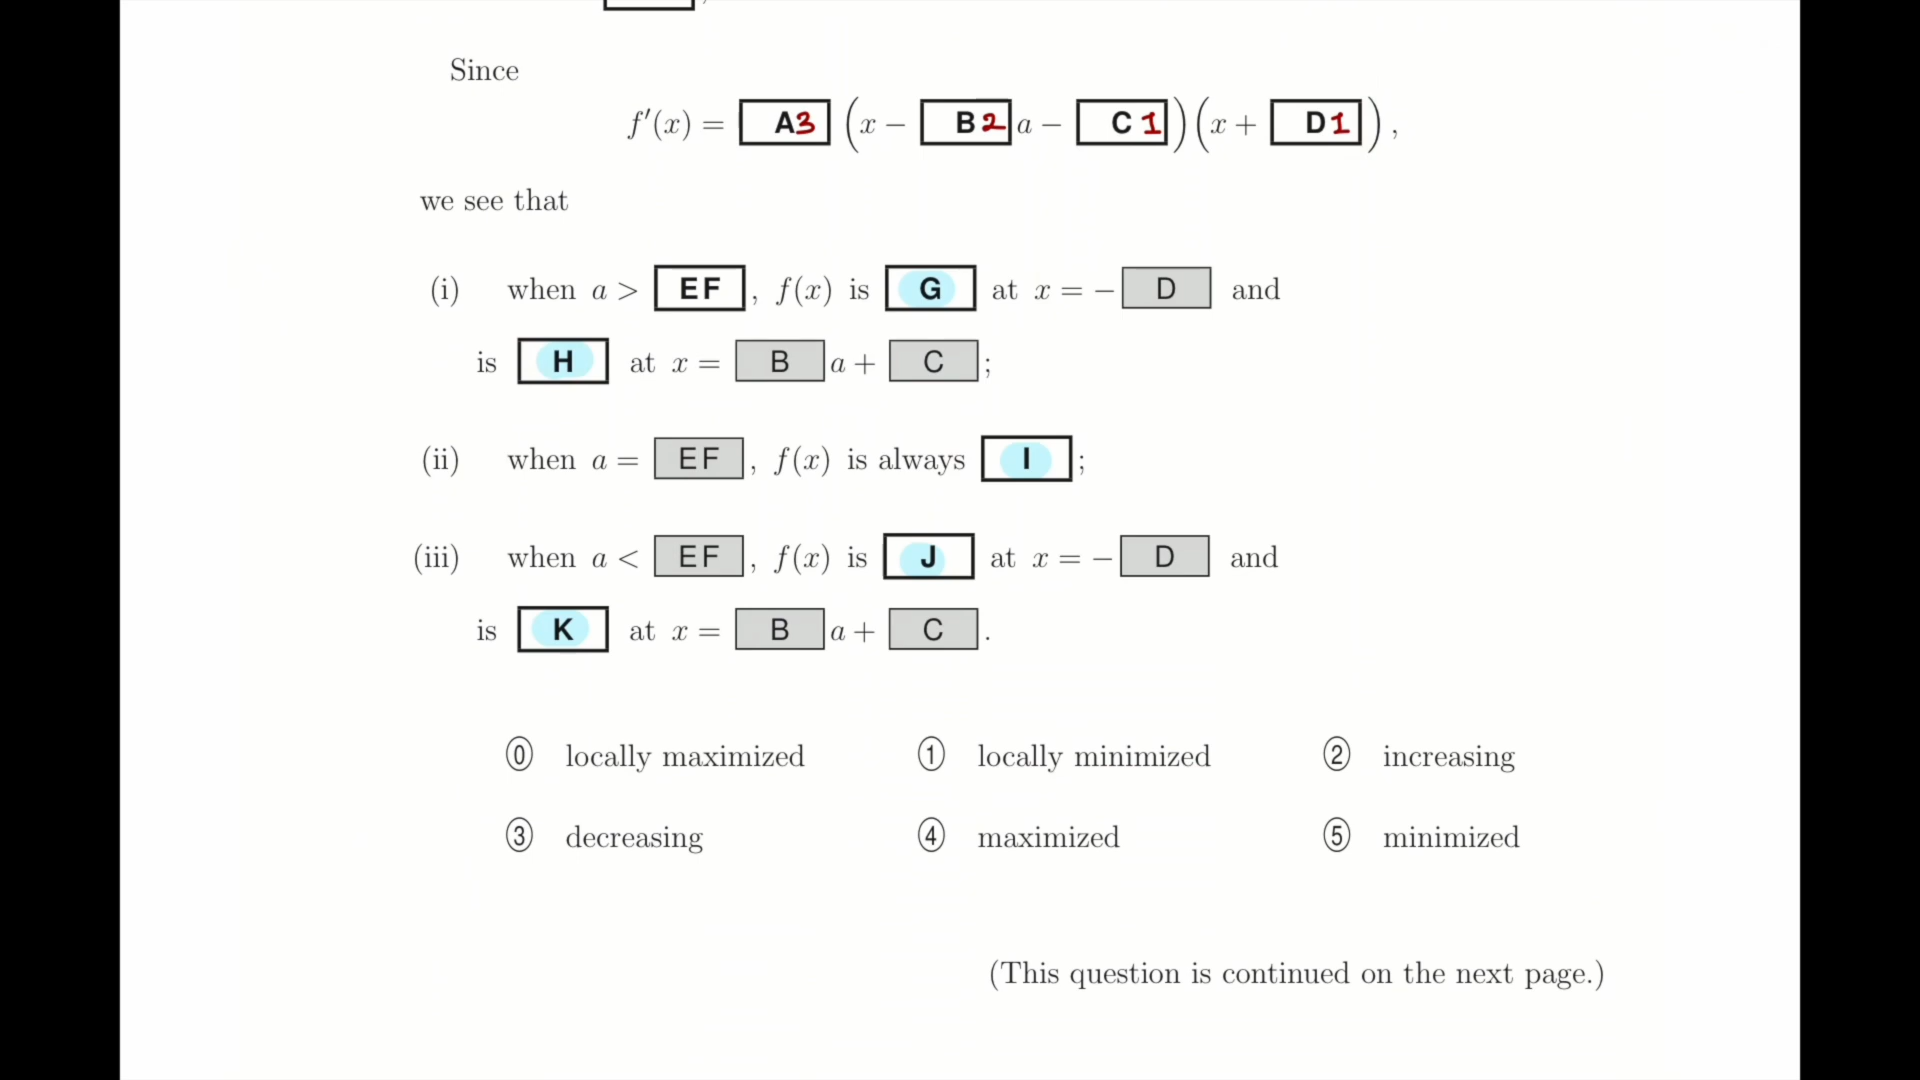 Since
f′(x) = A3 (x − B2 a − C1)(x + D1),
we see that
(i) when a > EF, f(x) is G at x = − D and
is H at x = B a + C;
(ii) when a = EF, f(x) is always I;
(iii) when a < EF, f(x) is J at x = − D and
is K at x = B a + C.
⓪ locally maximized ① locally minimized ② increasing
③ decreasing ④ maximized ⑤ minimized
(This question is continued on the next page.)